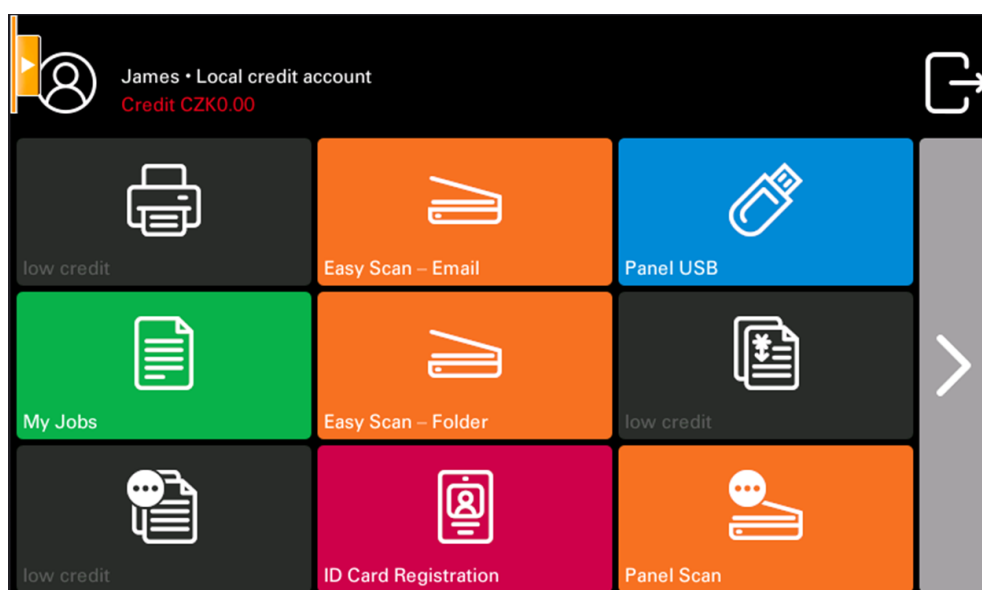 James • Local credit account
Credit CZK0.00
low credit
Easy Scan – Email
Panel USB
My Jobs
Easy Scan – Folder
low credit
low credit
ID Card Registration
Panel Scan